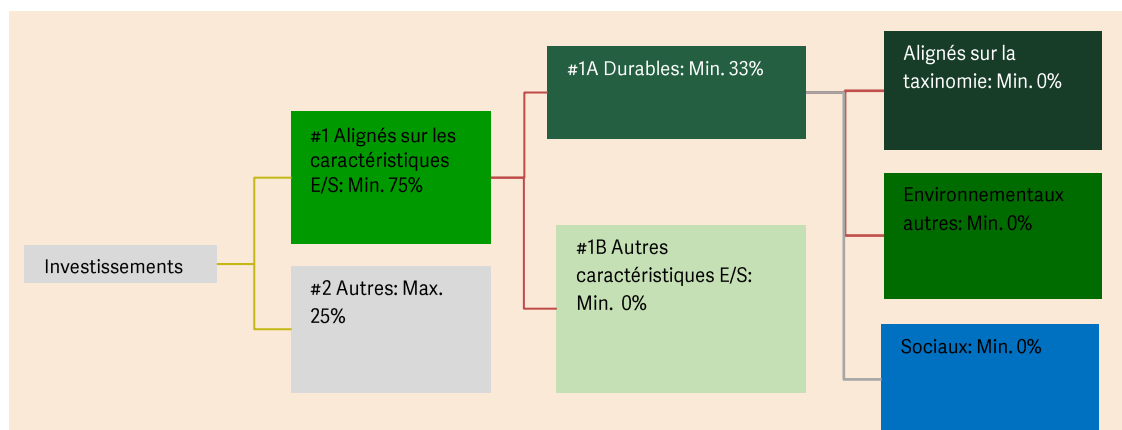 Investissements
#1 Alignés sur les
caractéristiques
E/S: Min. 75%
#2 Autres: Max.
25%
#1A Durables: Min. 33%
#1B Autres
caractéristiques E/S:
Min. 0%
Alignés sur la
taxinomie: Min. 0%
Environnementaux
autres: Min. 0%
Sociaux: Min. 0%